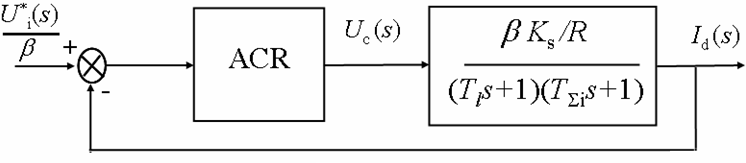 U*i(s)
β
+
-
ACR
Uc(s)
βKs/R
(Tls+1)(TΣis+1)
Id(s)